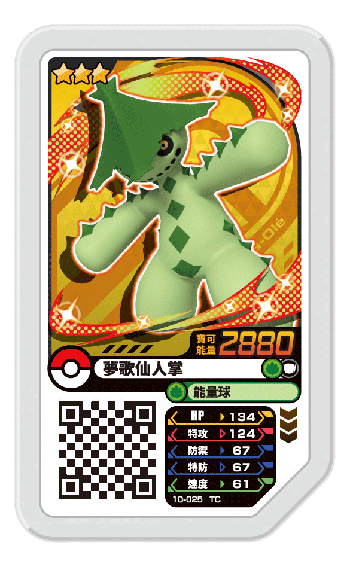 寶可
能量 2880
夢歌仙人掌
能量球
HP 134
特攻 124
防禦 67
特防 67
速度 61
10-025 TC